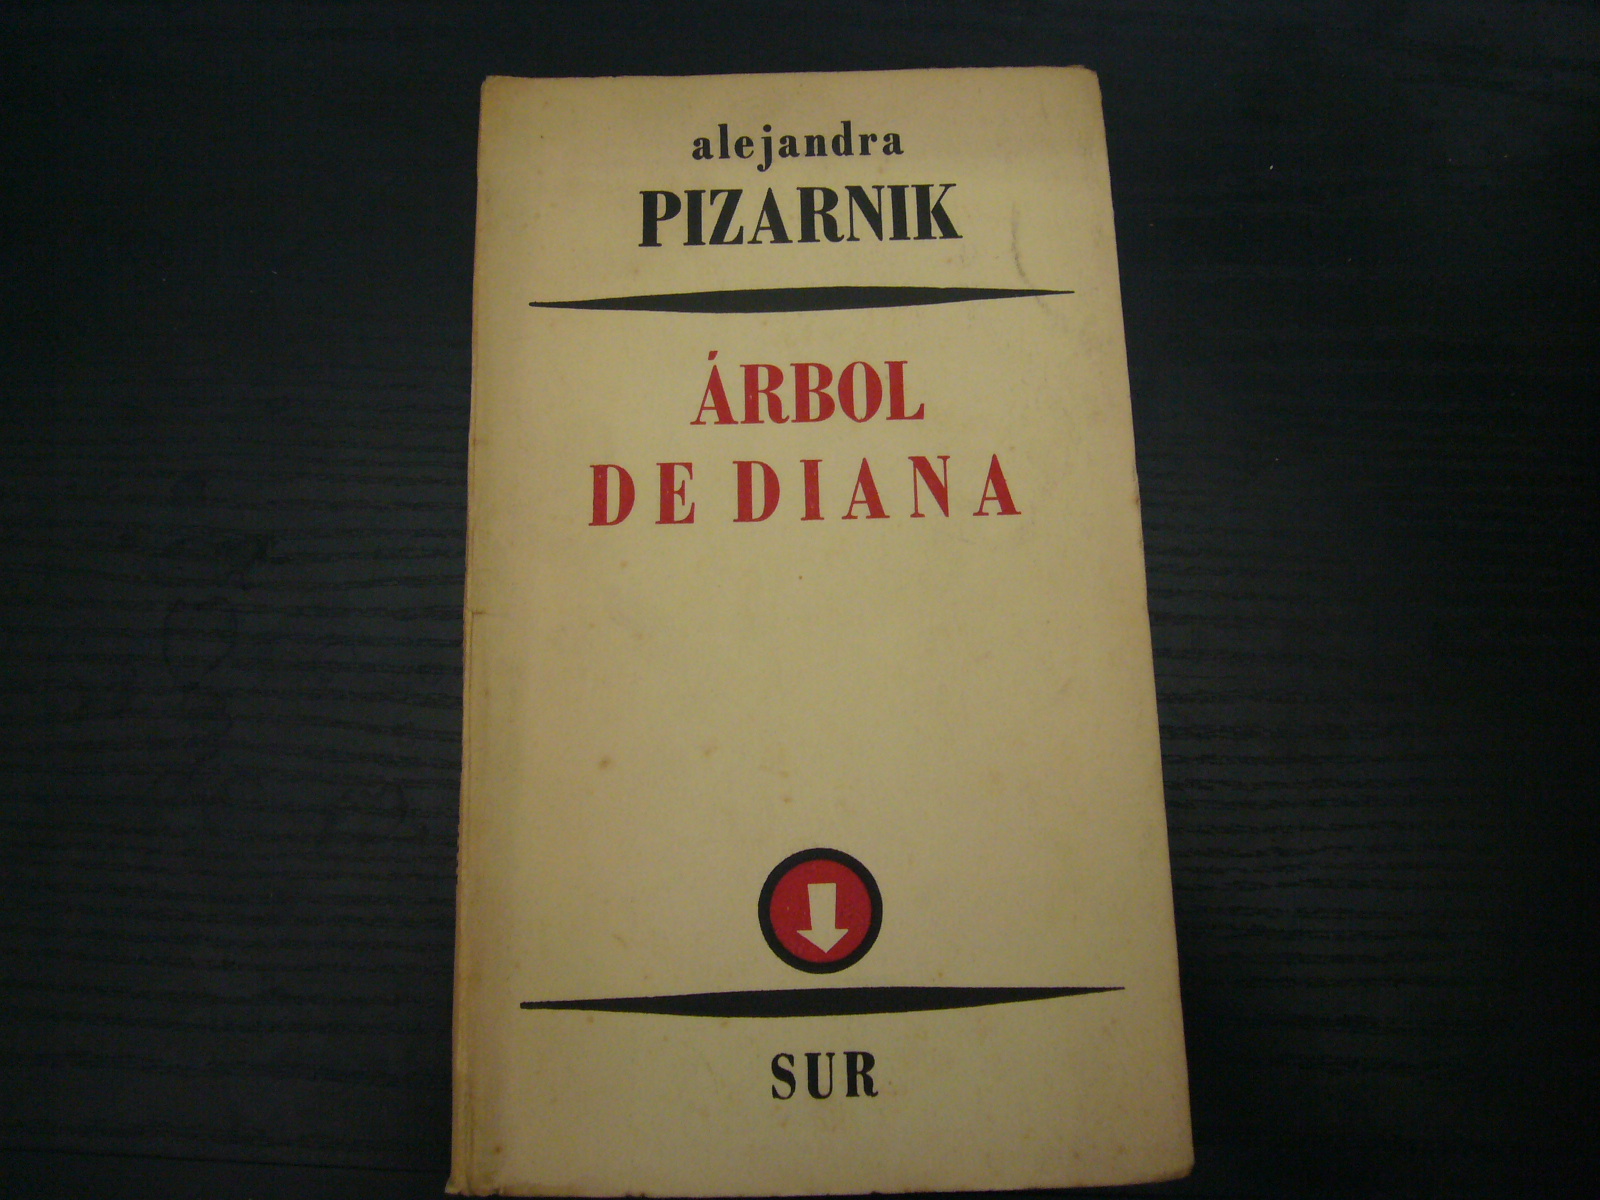 alejandra
PIZARNIK
ÁRBOL
DE DIANA
SUR